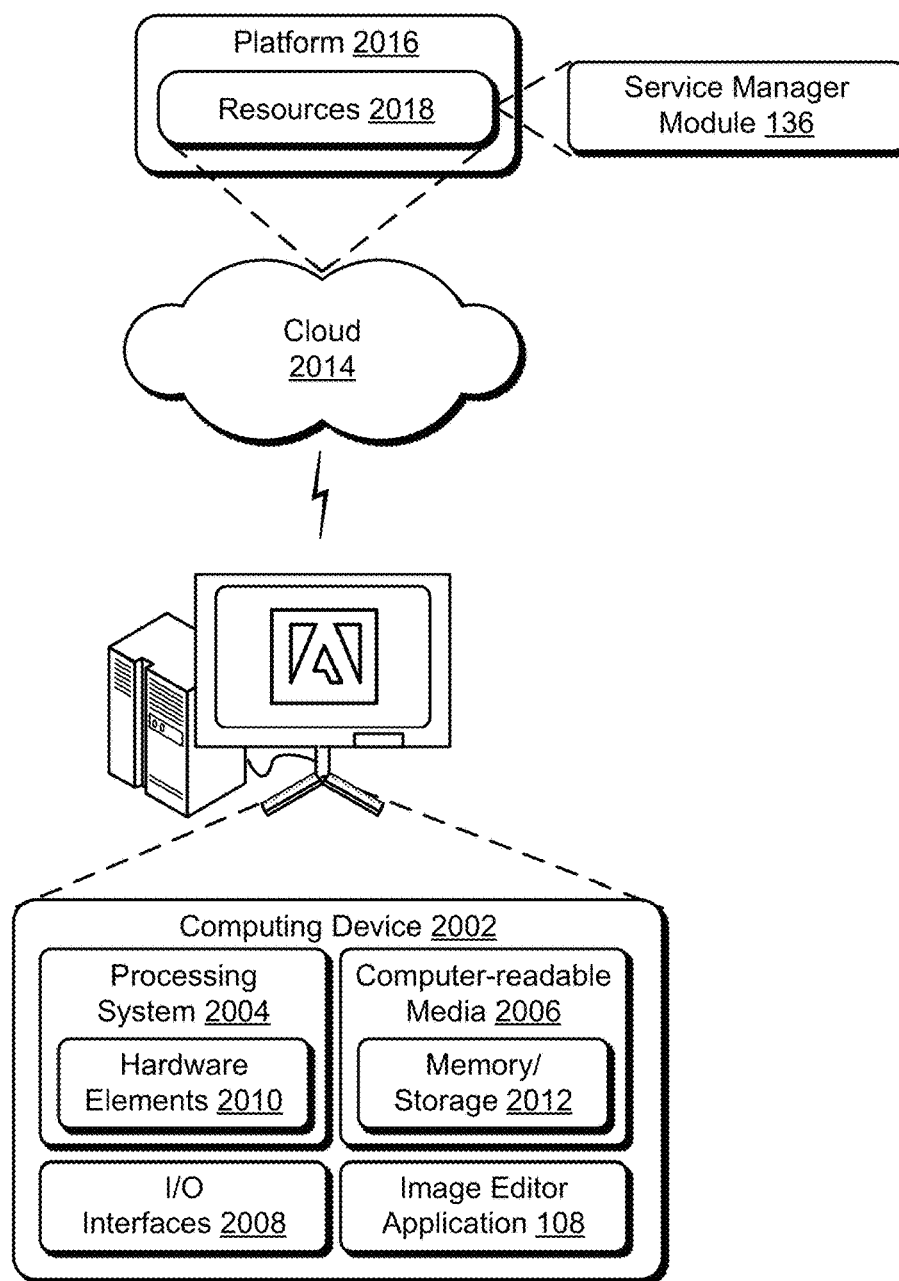 Platform 2016
Resources 2018
Service Manager
Module 136
Cloud
2014
Computing Device 2002
Processing
System 2004
Hardware
Elements 2010
Computer-readable
Media 2006
Memory/
Storage 2012
I/O
Interfaces 2008
Image Editor
Application 108